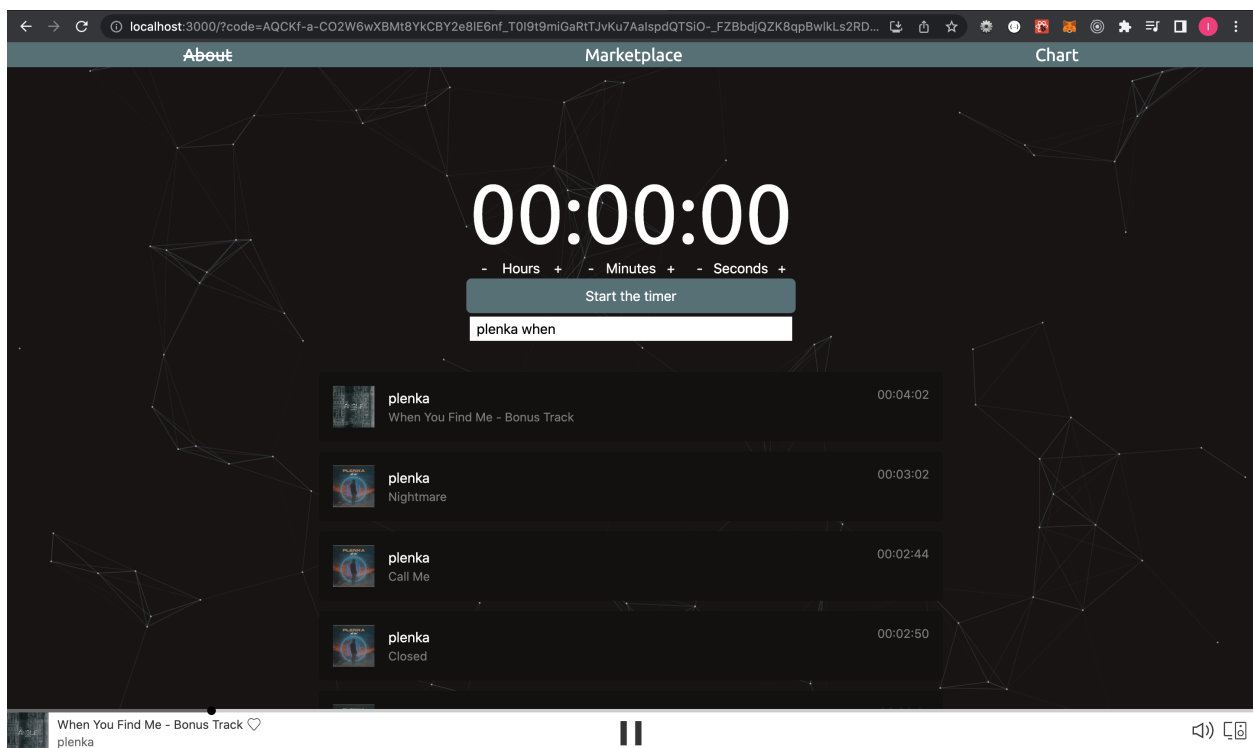 localhost:3000/?code=AQCKf-a-CO2W6wXBMt8YkCBY2e8IE6nf_T0I9t9miGaRtTJvKu7AaIspdQTSiO-_FZBbdjQZK8qpBwlkLs2RD...
I
About Marketplace Chart
00:00:00
- Hours + - Minutes + - Seconds +
Start the timer
plenka when
plenka 00:04:02
When You Find Me - Bonus Track
plenka 00:03:02
Nightmare
plenka 00:02:44
Call Me
plenka 00:02:50
Closed
When You Find Me - Bonus Track
plenka